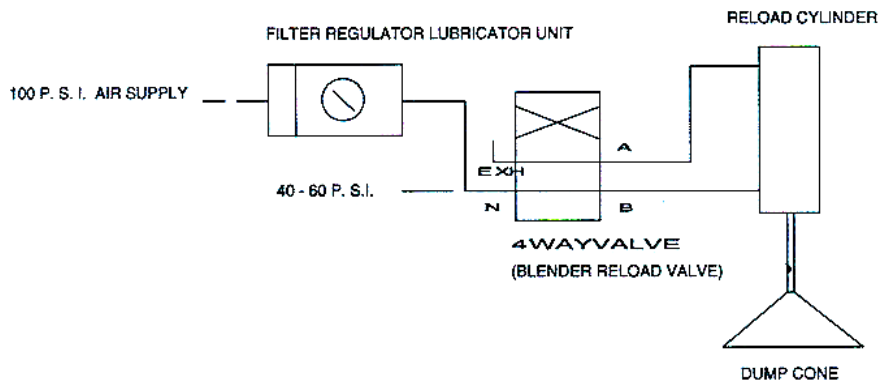 RELOAD CYLINDER
FILTER REGULATOR LUBRICATOR UNIT
100 P. S. I. AIR SUPPLY
A
EXH
40 - 60 P. S.I.
N
B
4WAYVALVE
(BLENDER RELOAD VALVE)
DUMP CONE